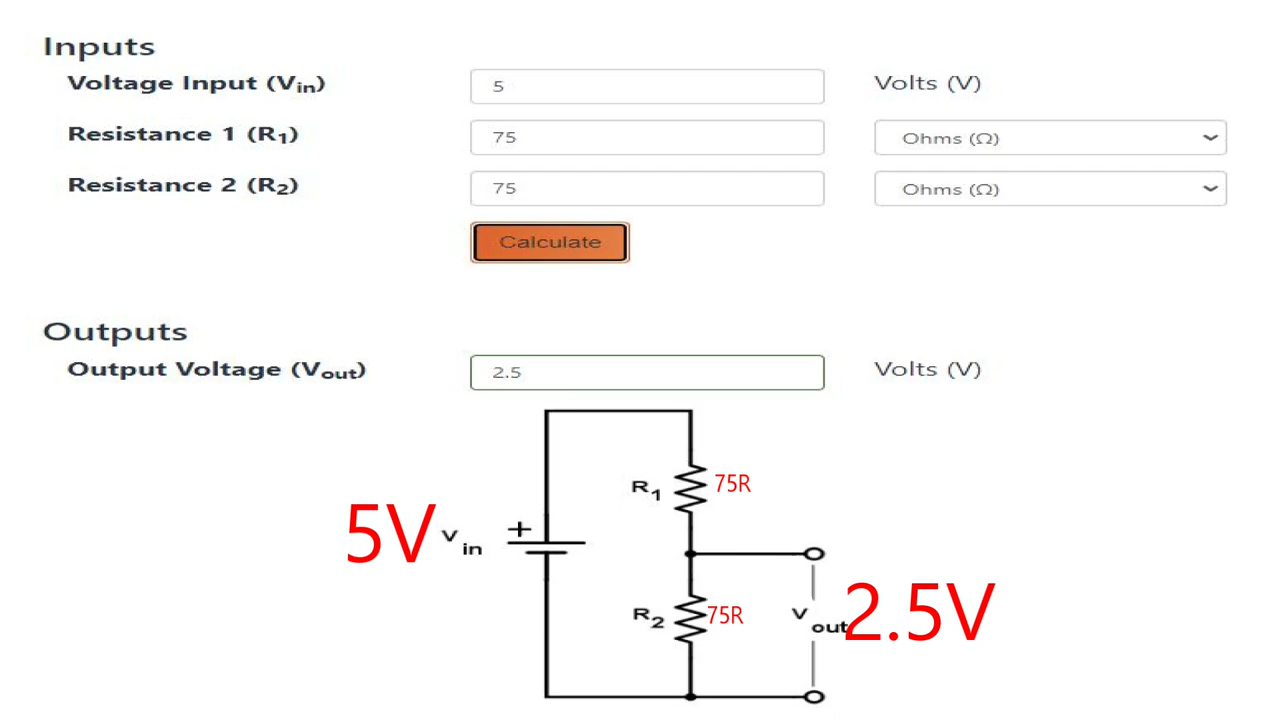 Inputs
Voltage Input (Vin) 5 Volts (V)
Resistance 1 (R1) 75 Ohms (Ω)
Resistance 2 (R2) 75 Ohms (Ω)
Calculate
Outputs
Output Voltage (Vout) 2.5 Volts (V)
R1 75R
5V Vin +
R2 75R Vout 2.5V